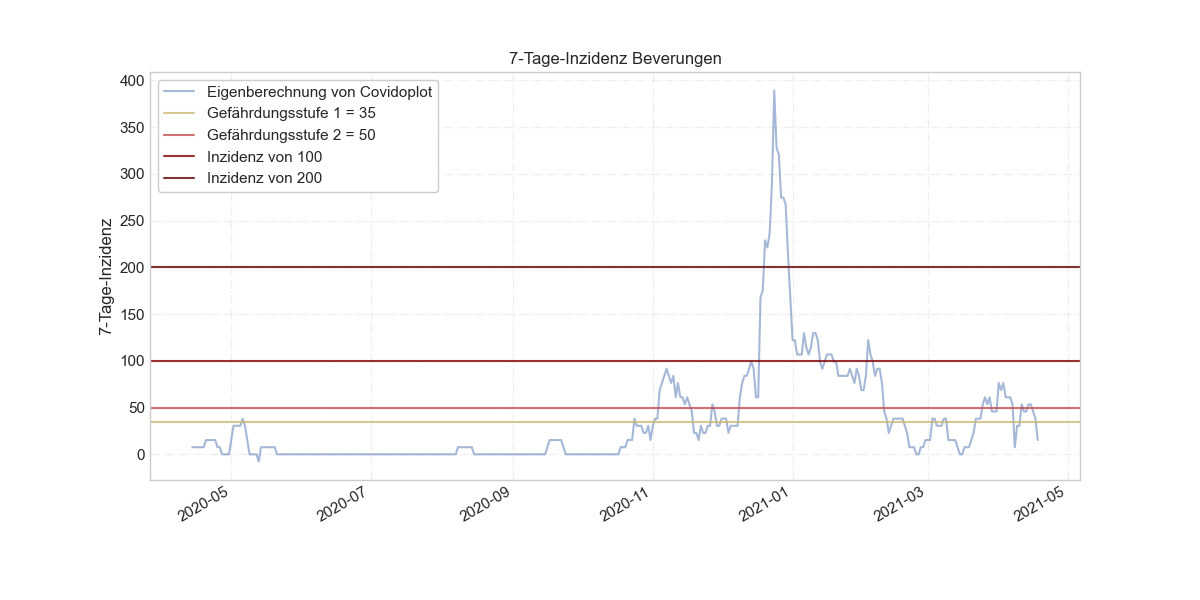 7-Tage-Inzidenz Beverungen
400
350
300
250
200
150
100
50
0
7-Tage-Inzidenz
Eigenberechnung von Covidoplot
Gefährdungsstufe 1 = 35
Gefährdungsstufe 2 = 50
Inzidenz von 100
Inzidenz von 200
2020-05
2020-07
2020-09
2020-11
2021-01
2021-03
2021-05